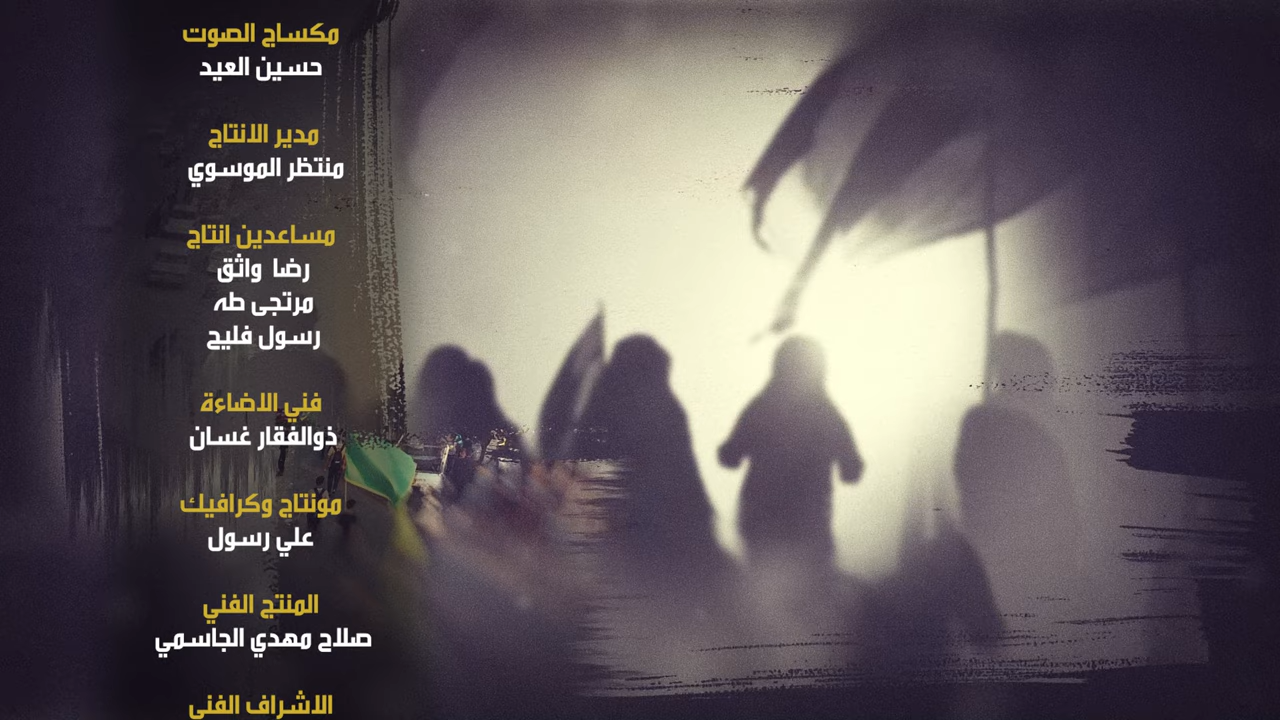 مكساج الصوت
حسين العيد
مدير الانتاج
منتظر الموسوي
مساعدين انتاج
رضا واثق
مرتجى طه
رسول فليح
فني الاضاءة
ذوالفقار غسان
مونتاج وكرافيك
علي رسول
المنتج الفني
صلاح مهدي الجاسمي
الاشراف الفني